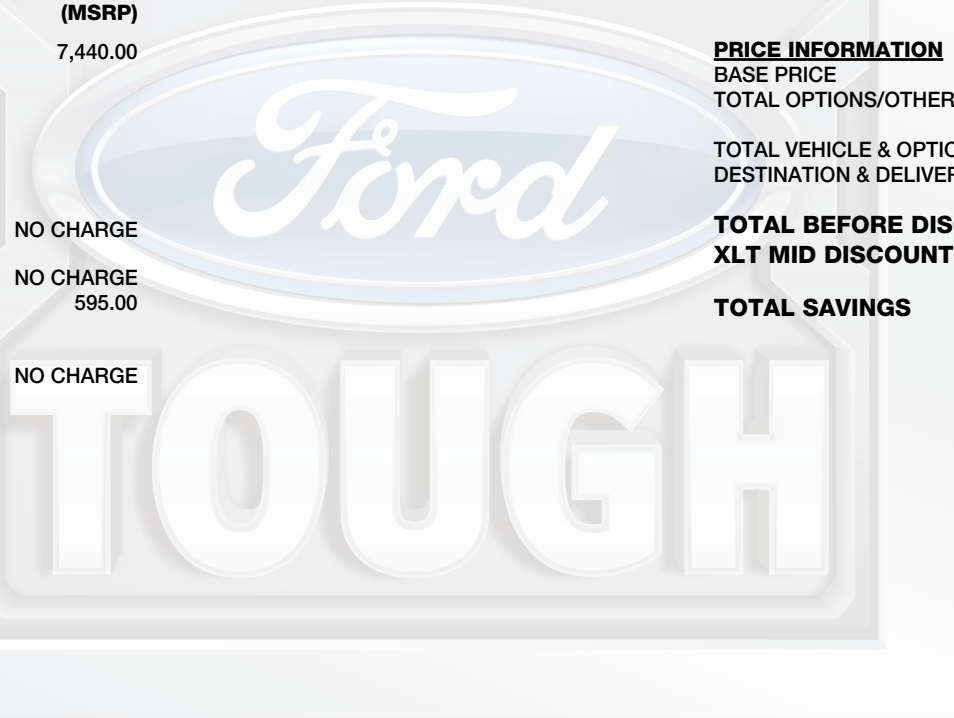 (MSRP)
7,440.00
NO CHARGE
NO CHARGE
595.00
NO CHARGE
PRICE INFORMATION
BASE PRICE
TOTAL OPTIONS/OTHER
TOTAL VEHICLE & OPTIO
DESTINATION & DELIVER
TOTAL BEFORE DISC
XLT MID DISCOUNT
TOTAL SAVINGS
Ford
TOUGH